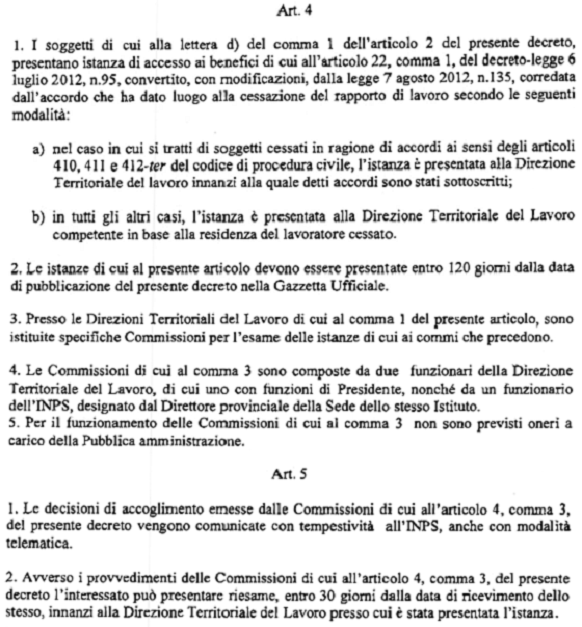 Art. 4
1. I soggetti di cui alla lettera d) del comma 1 dell'articolo 2 del presente decreto,
presentano istanza di accesso ai benefici di cui all'articolo 22, comma 1, del decreto-legge 6
luglio 2012, n.95, convertito, con modificazioni, dalla legge 7 agosto 2012, n.135, corredata
dall'accordo che ha dato luogo alla cessazione del rapporto di lavoro secondo le seguenti
modalità:
a) nel caso in cui si tratti di soggetti cessati in ragione di accordi ai sensi degli articoli
410, 411 e 412-ter del codice di procedura civile, l'istanza è presentata alla Direzione
Territoriale del lavoro innanzi alla quale detti accordi sono stati sottoscritti;
b) in tutti gli altri casi, l'istanza è presentata alla Direzione Territoriale del Lavoro
competente in base alla residenza del lavoratore cessato.
2. Le istanze di cui al presente articolo devono essere presentate entro 120 giorni dalla data
di pubblicazione del presente decreto nella Gazzetta Ufficiale.
3. Presso le Direzioni Territoriali del Lavoro di cui al comma 1 del presente articolo, sono
istituite specifiche Commissioni per l'esame delle istanze di cui ai commi che precedono.
4. Le Commissioni di cui al comma 3 sono composte da due funzionari della Direzione
Territoriale del Lavoro, di cui uno con funzioni di Presidente, nonché da un funzionario
dell'INPS, designato dal Direttore provinciale della Sede dello stesso Istituto.
5. Per il funzionamento delle Commissioni di cui al comma 3 non sono previsti oneri a
carico della Pubblica amministrazione.
Art. 5
1. Le decisioni di accoglimento emesse dalle Commissioni di cui all'articolo 4, comma 3,
del presente decreto vengono comunicate con tempestività all'INPS, anche con modalità
telematica.
2. Avverso i provvedimenti delle Commissioni di cui all'articolo 4, comma 3, del presente
decreto l'interessato può presentare riesame, entro 30 giorni dalla data di ricevimento dello
stesso, innanzi alla Direzione Territoriale del Lavoro presso cui è stata presentata l'istanza.